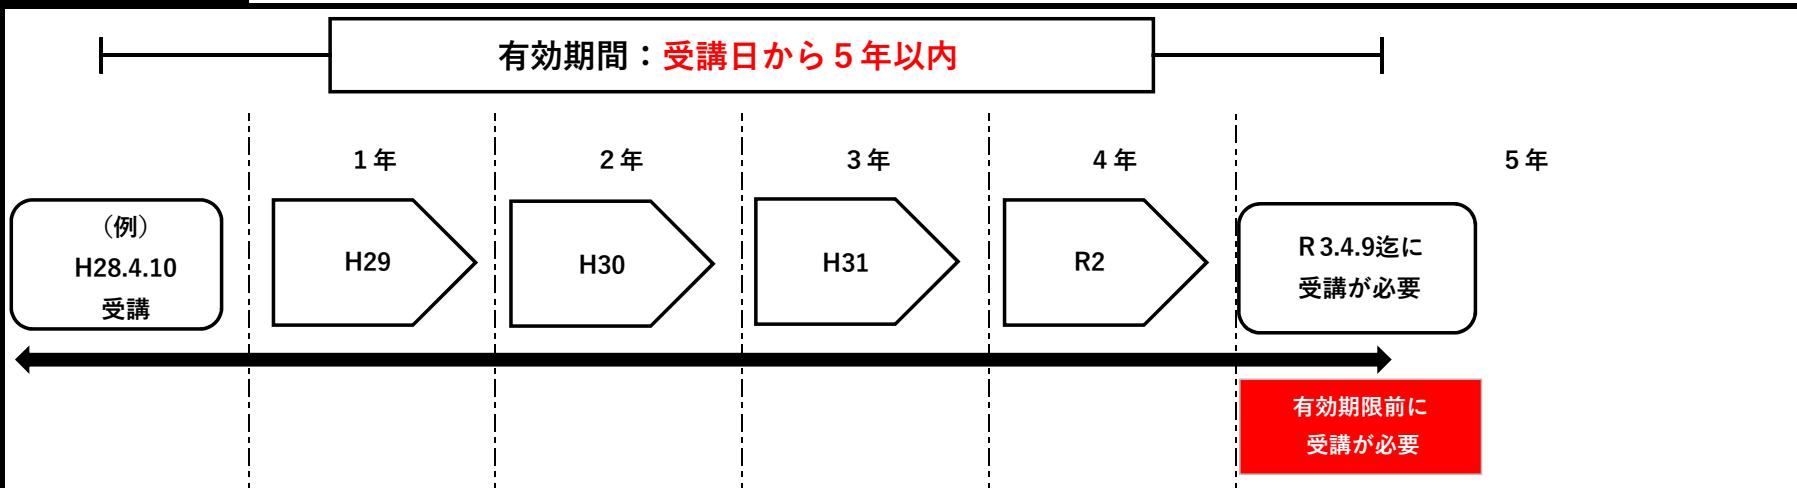 有効期間：受講日から５年以内
１年
２年
３年
４年
５年
（例）
H28.4.10
受講
H29
H30
H31
R2
Ｒ3.4.9迄に
受講が必要
有効期限前に
受講が必要